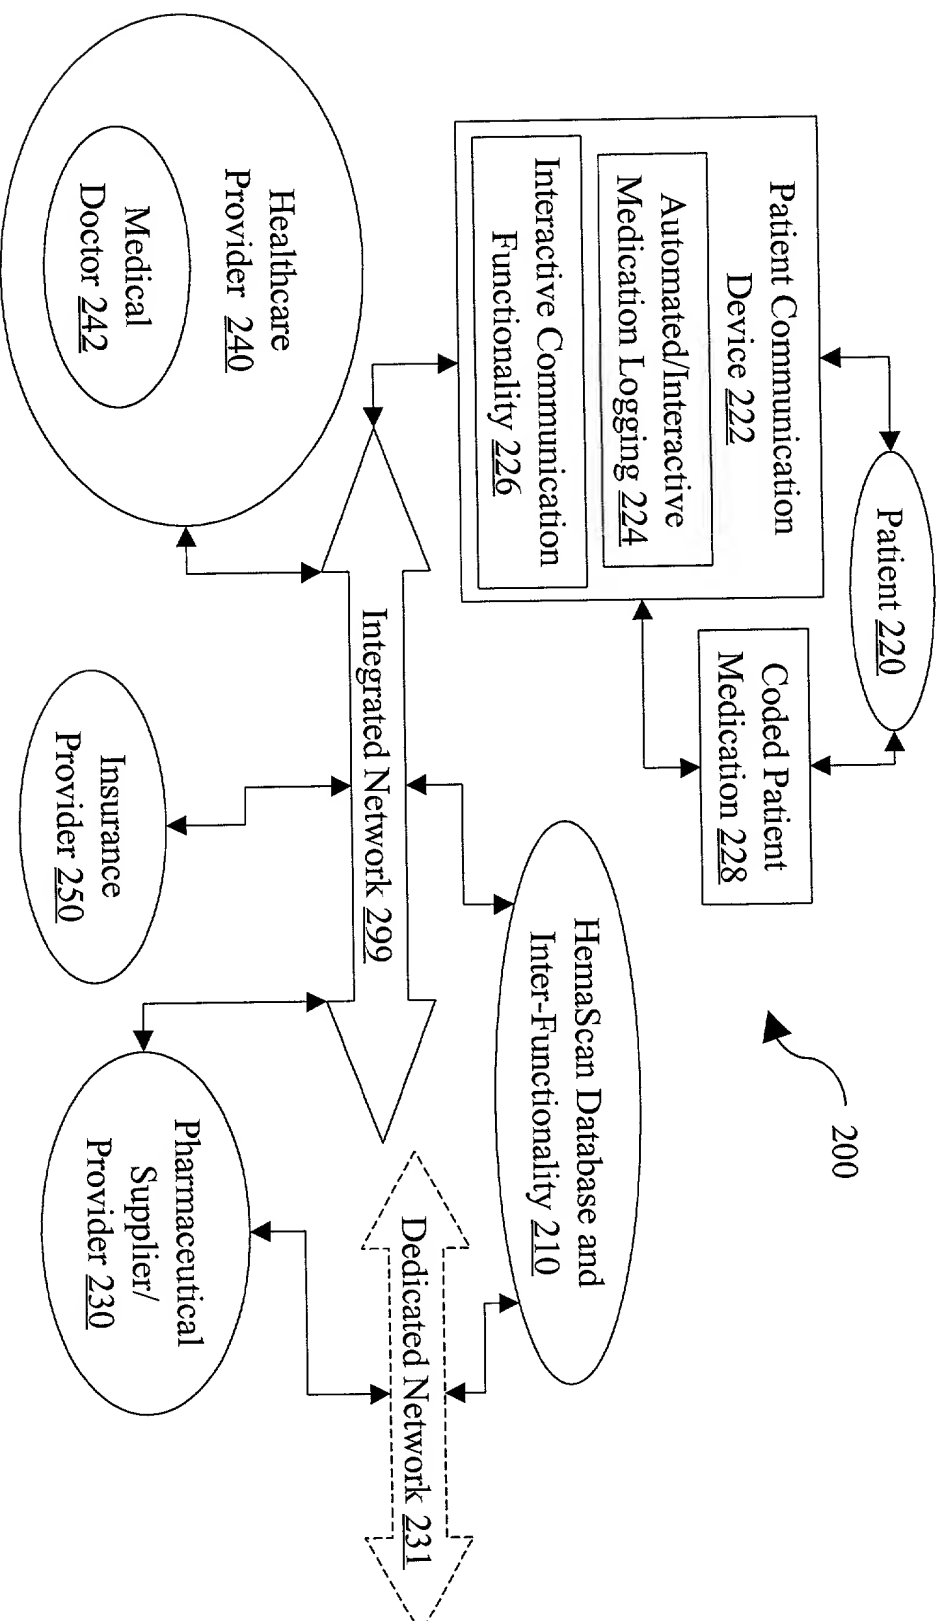 200
Patient 220
Patient Communication
Device 222
Automated/Interactive
Medication Logging 224
Interactive Communication
Functionality 226
Coded Patient
Medication 228
HemaScan Database and
Inter-Functionality 210
Integrated Network 299
Dedicated Network 231
Healthcare
Provider 240
Medical
Doctor 242
Insurance
Provider 250
Pharmaceutical
Supplier/
Provider 230